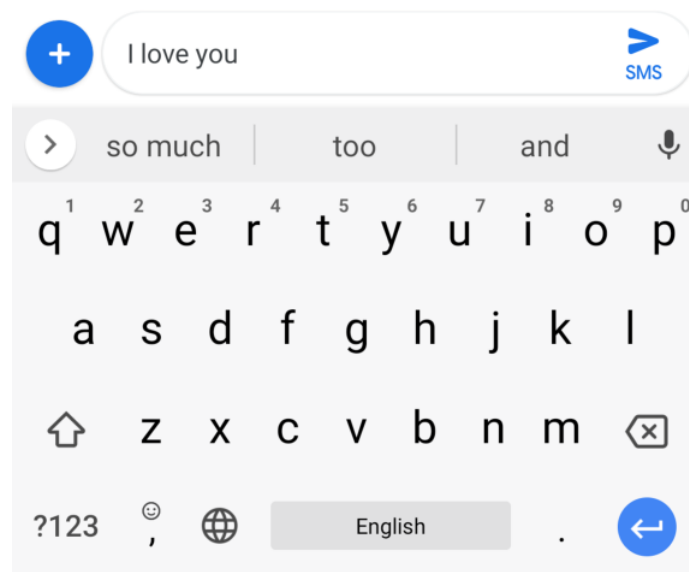 I love you
SMS
so much too and
1 2 3 4 5 6 7 8 9 0
q w e r t y u i o p
a s d f g h j k l
z x c v b n m
?123 , English .